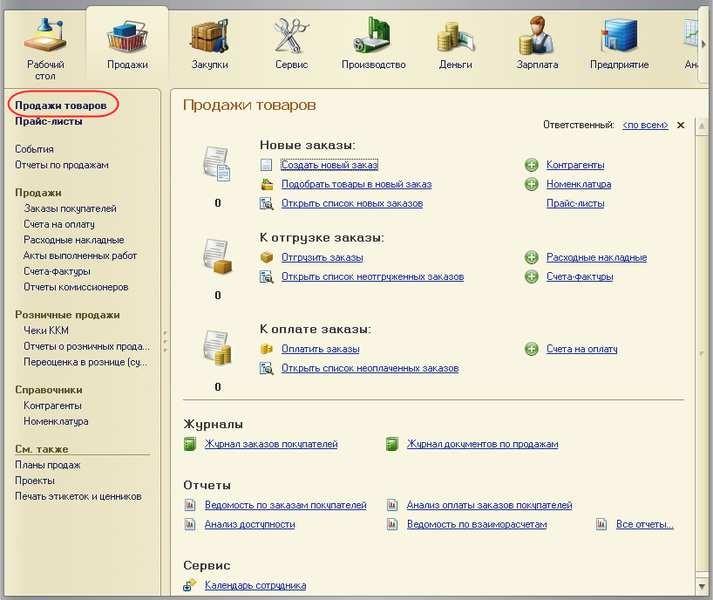 Рабочий стол
Продажи
Закупки
Сервис
Производство
Деньги
Зарплата
Предприятие
Продажи товаров
Прайс-листы
События
Отчеты по продажам
Продажи
Заказы покупателей
Счета на оплату
Расходные накладные
Акты выполненных работ
Счета-фактуры
Отчеты комиссионеров
Розничные продажи
Чеки ККМ
Отчеты о розничных прода...
Переоценка в рознице (су...
Справочники
Контрагенты
Номенклатура
См. также
Планы продаж
Проекты
Печать этикеток и ценников
Продажи товаров
Ответственный: <по всем>
Новые заказы:
Создать новый заказ
Контрагенты
Подобрать товары в новый заказ
Номенклатура
0
Открыть список новых заказов
Прайс-листы
К отгрузке заказы:
Отгрузить заказы
Расходные накладные
Открыть список неотгруженных заказов
Счета-фактуры
0
К оплате заказы:
Оплатить заказы
Счета на оплату
Открыть список неоплаченных заказов
0
Журналы
Журнал заказов покупателей
Журнал документов по продажам
Отчеты
Ведомость по заказам покупателей
Анализ оплаты заказов покупателей
Анализ доступности
Ведомость по взаиморасчетам
Все отчеты...
Сервис
Календарь сотрудника